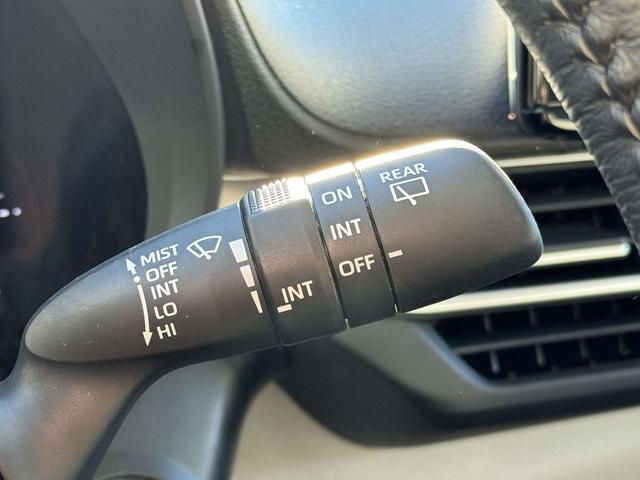 MIST
OFF
INT
LO
HI
INT
ON
INT
OFF
REAR